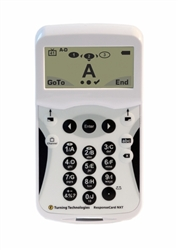 A
GoTo End
Enter
1/A 2/B 3/C
4/D 5/E 6/F
7/G 8/H 9/I
0/J
Turning Technologies ResponseCard NXT